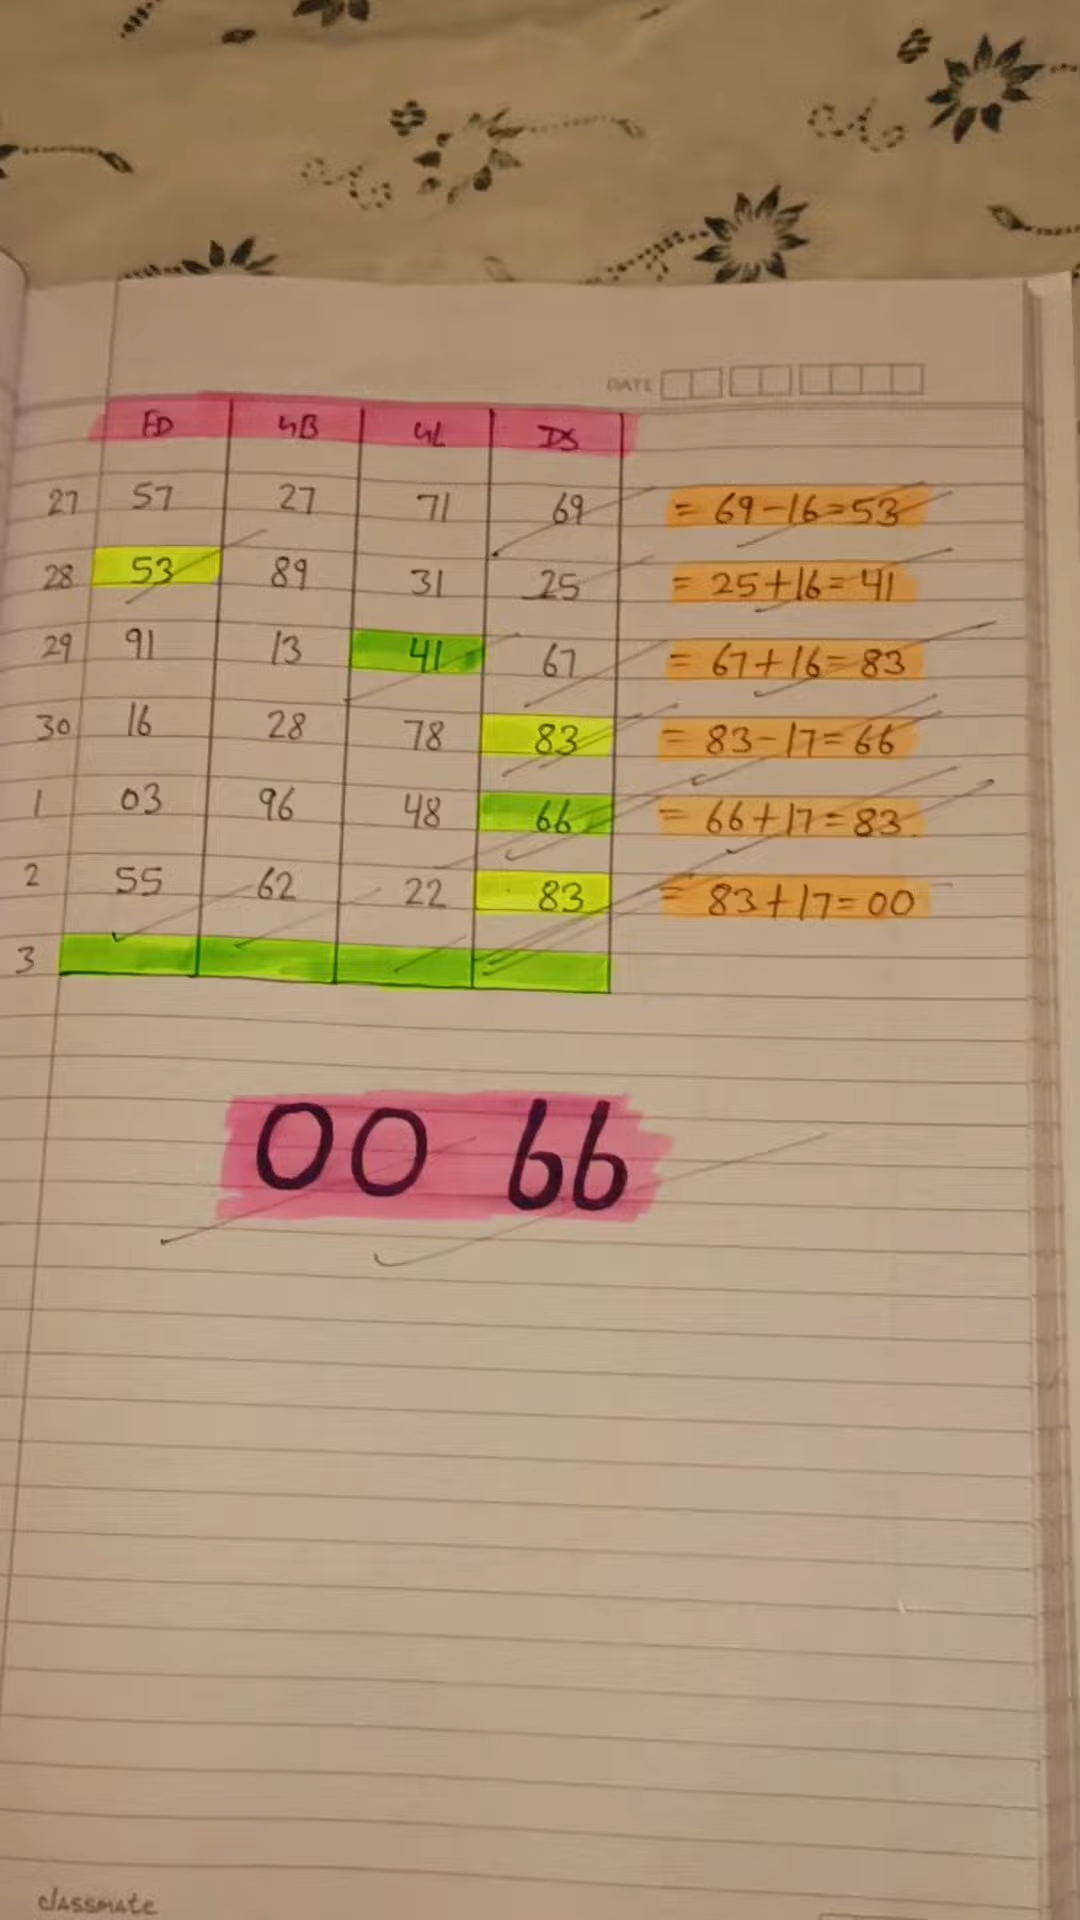 DATE
FD GB GL DS
27 57 27 71 69 = 69-16=53
28 53 89 31 25 = 25+16=41
29 91 13 41 67 = 67+16=83
30 16 28 78 83 = 83-17=66
1 03 96 48 66 = 66+17=83
2 55 62 22 83 = 83+17=00
3
00 66
classmate